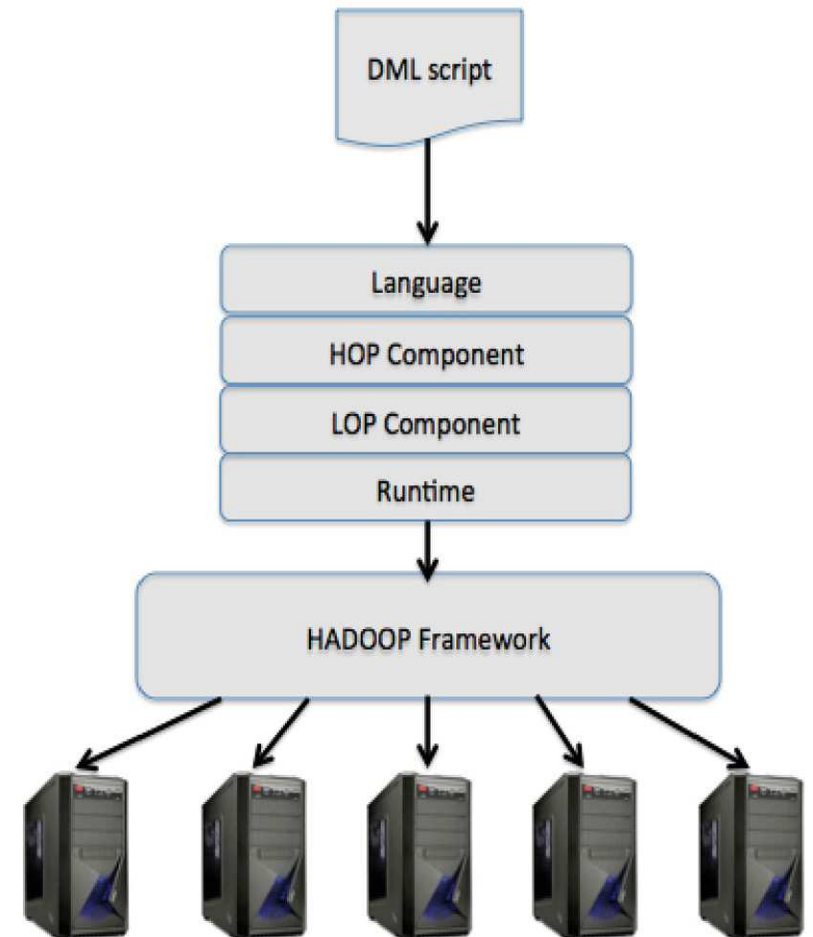 DML script
Language
HOP Component
LOP Component
Runtime
HADOOP Framework